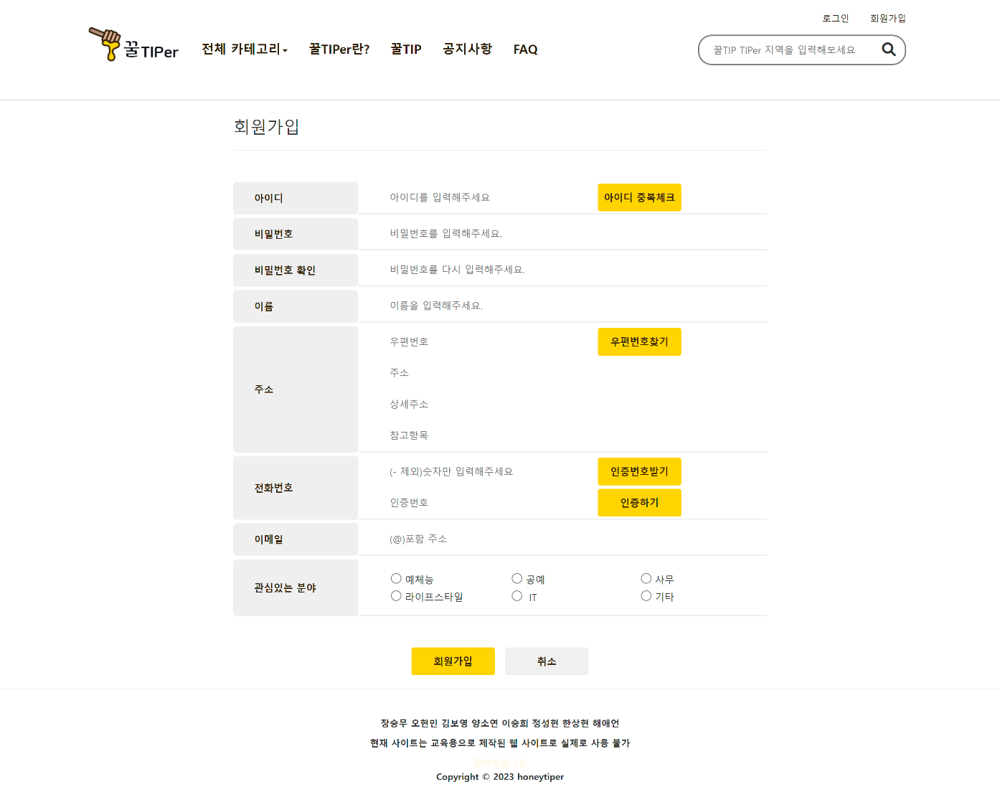 로그인 회원가입
꿀TIPer 전체 카테고리 꿀TIPer란? 꿀TIP 공지사항 FAQ 꿀TIP TIPer 지역을 입력해보세요
회원가입
아이디 아이디를 입력해주세요 아이디 중복체크
비밀번호 비밀번호를 입력해주세요.
비밀번호 확인 비밀번호를 다시 입력해주세요.
이름 이름을 입력해주세요.
우편번호 우편번호찾기
주소
주소
상세주소
참고항목
(- 제외)숫자만 입력해주세요 인증번호받기
전화번호
인증번호 인증하기
이메일 (@)포함 주소
관심있는 분야
예체능 공예 사무
라이프스타일 IT 기타
회원가입 취소
장승무 오현민 김보영 양소연 이승희 정성현 한상현 해애언
현재 사이트는 교육용으로 제작된 웹 사이트로 실제로 사용 불가
관리자로그인
Copyright © 2023 honeytiper